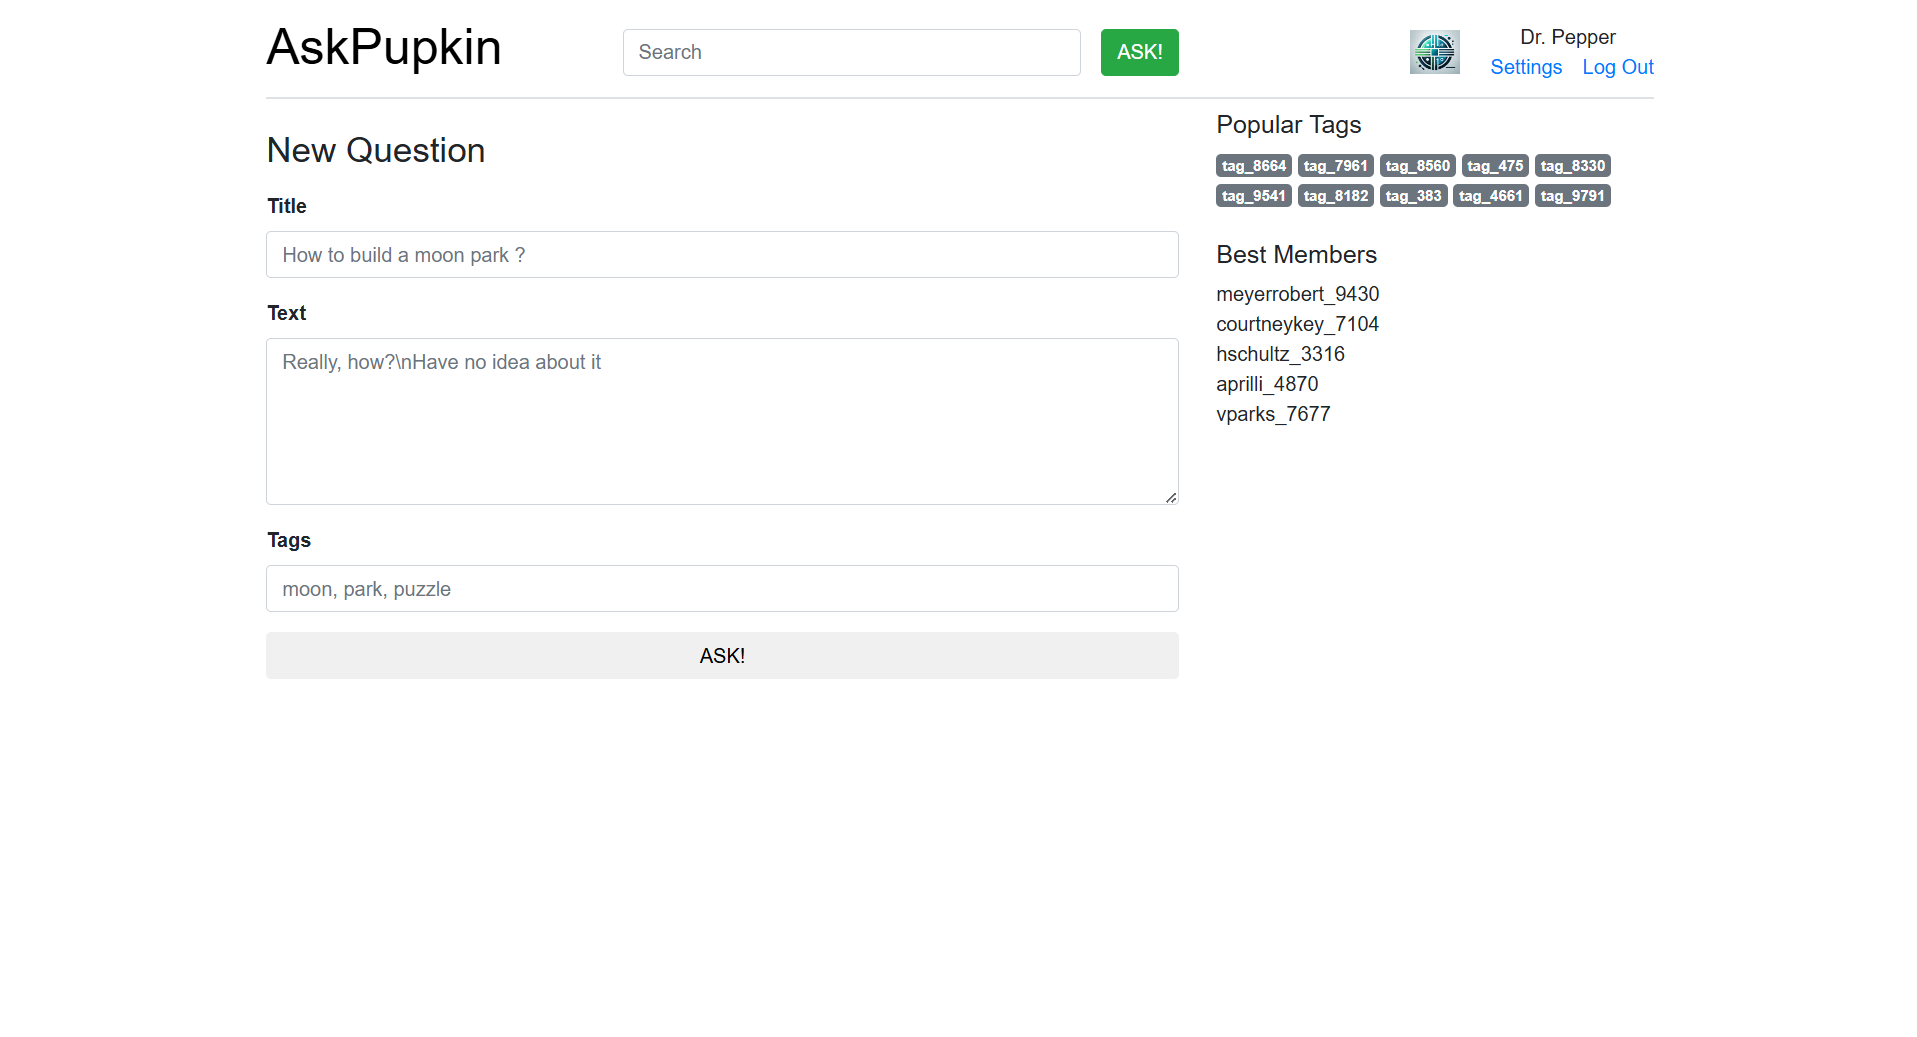 AskPupkin
Search
ASK!
Dr. Pepper
Settings Log Out
New Question
Title
How to build a moon park ?
Text
Really, how?\nHave no idea about it
Tags
moon, park, puzzle
ASK!
Popular Tags
tag_8664 tag_7961 tag_8560 tag_475 tag_8330
tag_9541 tag_8182 tag_383 tag_4661 tag_9791
Best Members
meyerrobert_9430
courtneykey_7104
hschultz_3316
aprilli_4870
vparks_7677